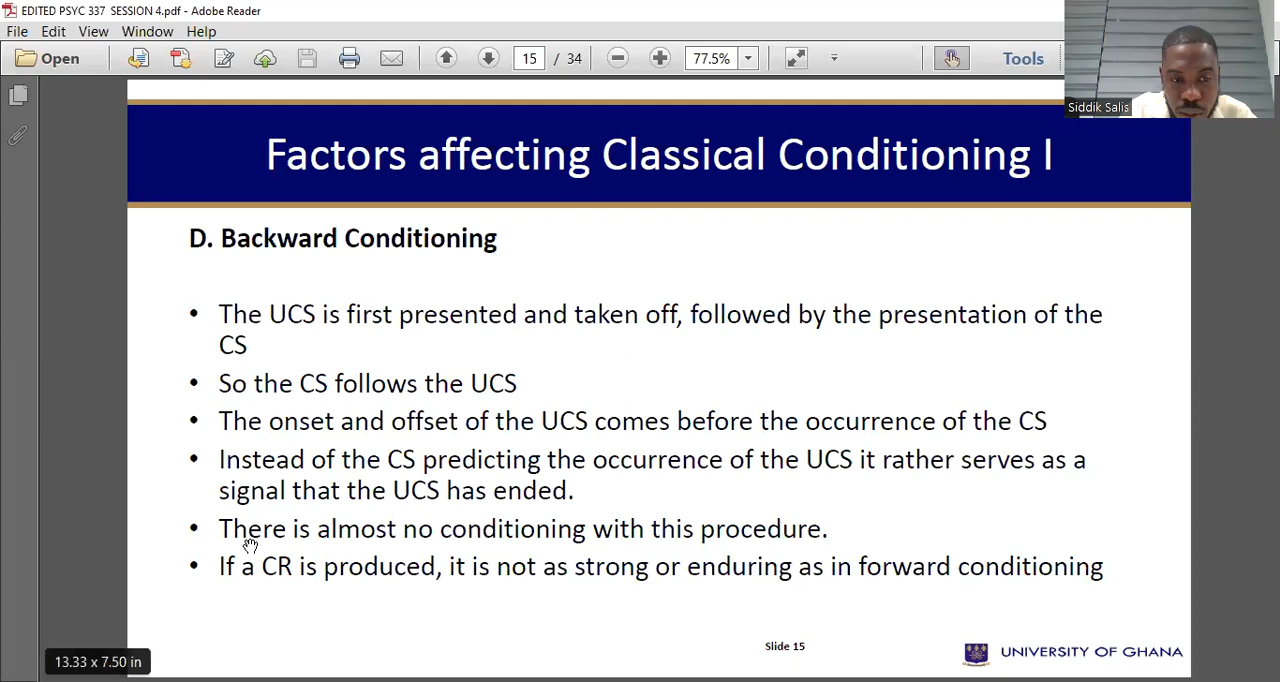 EDITED PSYC 337  SESSION 4.pdf - Adobe Reader
File Edit View Window Help
Open 15 / 34 77.5% Tools
Siddik Salis
Factors affecting Classical Conditioning I
D. Backward Conditioning
• The UCS is first presented and taken off, followed by the presentation of the
CS
• So the CS follows the UCS
• The onset and offset of the UCS comes before the occurrence of the CS
• Instead of the CS predicting the occurrence of the UCS it rather serves as a
signal that the UCS has ended.
• There is almost no conditioning with this procedure.
• If a CR is produced, it is not as strong or enduring as in forward conditioning
Slide 15
UNIVERSITY OF GHANA
13.33 x 7.50 in